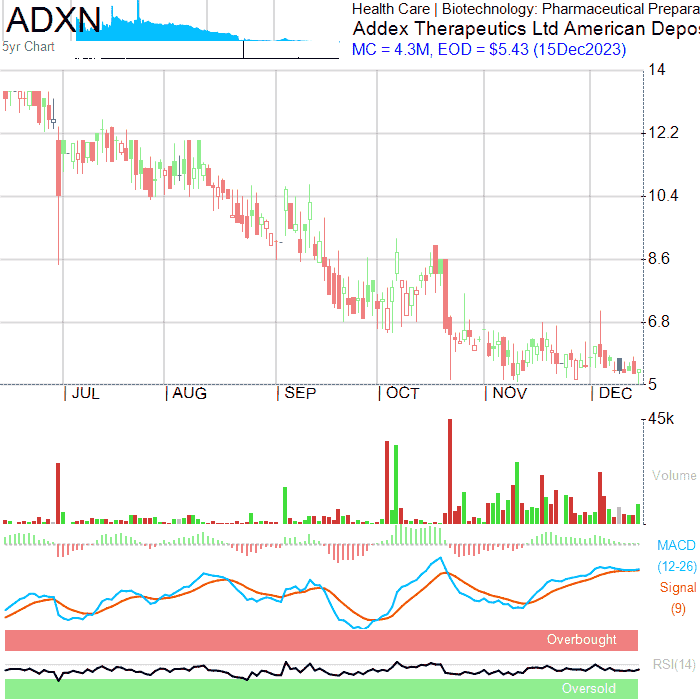 ADXN
5yr Chart
Health Care | Biotechnology: Pharmaceutical Prepara
Addex Therapeutics Ltd American Depos
MC = 4.3M, EOD = $5.43 (15Dec2023)
14
12.2
10.4
8.6
6.8
5
| JUL | AUG | SEP | OCT | NOV | DEC
45k
Volume
MACD
(12-26)
Signal
(9)
Overbought
RSI(14)
Oversold